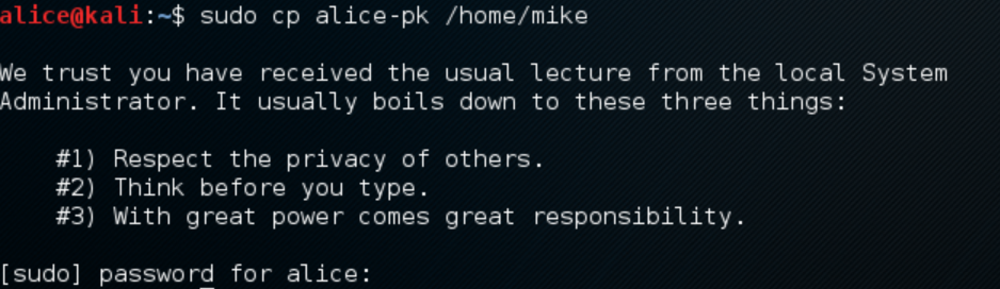 alice@kali:~$ sudo cp alice-pk /home/mike
We trust you have received the usual lecture from the local System
Administrator. It usually boils down to these three things:
#1) Respect the privacy of others.
#2) Think before you type.
#3) With great power comes great responsibility.
[sudo] password for alice: